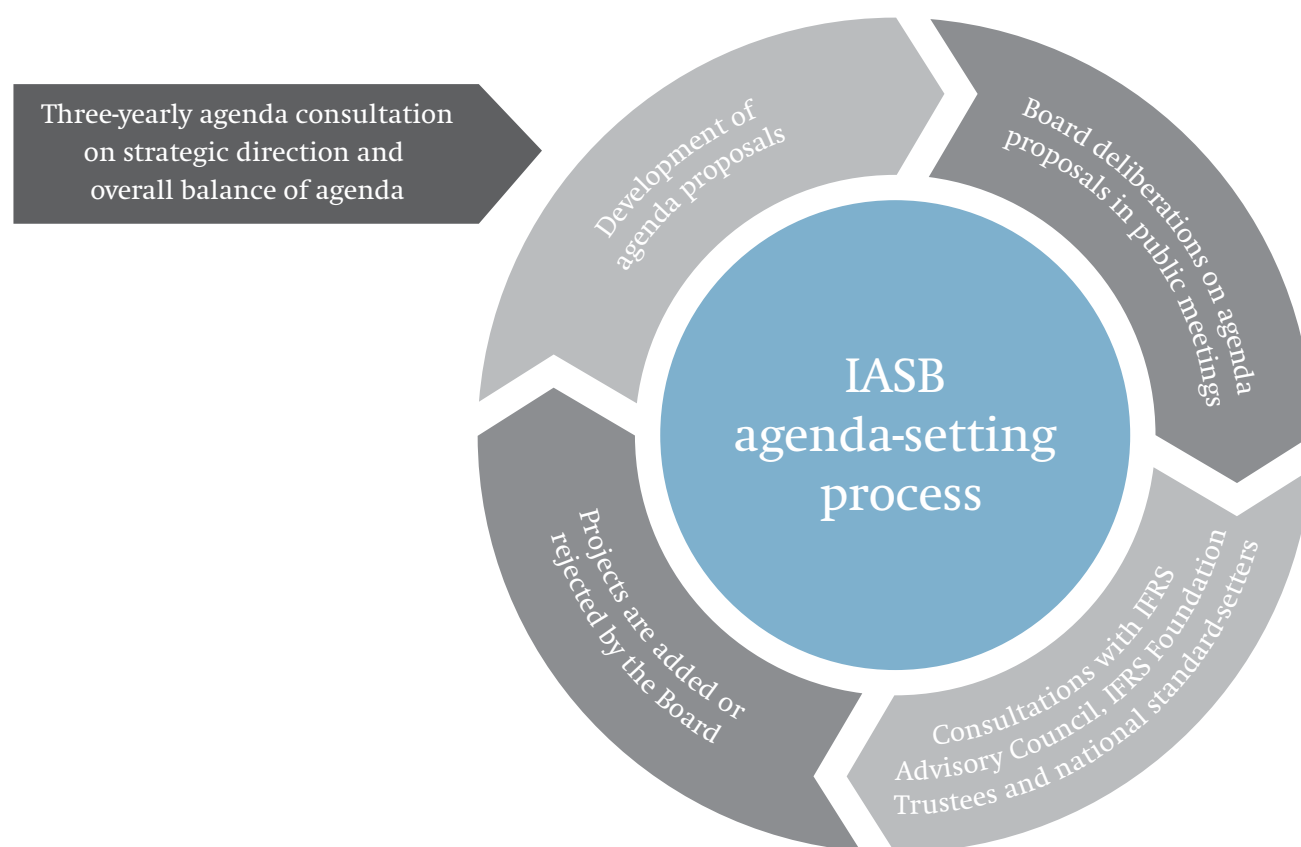 Three-yearly agenda consultation
on strategic direction and
overall balance of agenda
Development of
agenda proposals
Board deliberations on agenda
proposals in public meetings
Consultations with IFRS
Advisory Council, IFRS Foundation
Trustees and national standard-setters
Projects are added or
rejected by the Board
IASB
agenda-setting
process